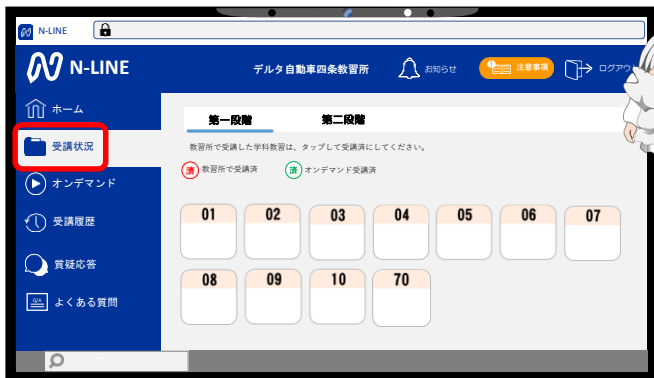 N-LINE
N-LINE
デルタ自動車四条教習所
お知らせ
注意事項
ログアウ
ホーム
受講状況
オンデマンド
受講履歴
質疑応答
Q/A
よくある質問
第一段階 第二段階
教習所で受講した学科教習は、タップして受講済にしてください。
済 教習所で受講済 済 オンデマンド受講済
01 02 03 04 05 06 07
08 09 10 70